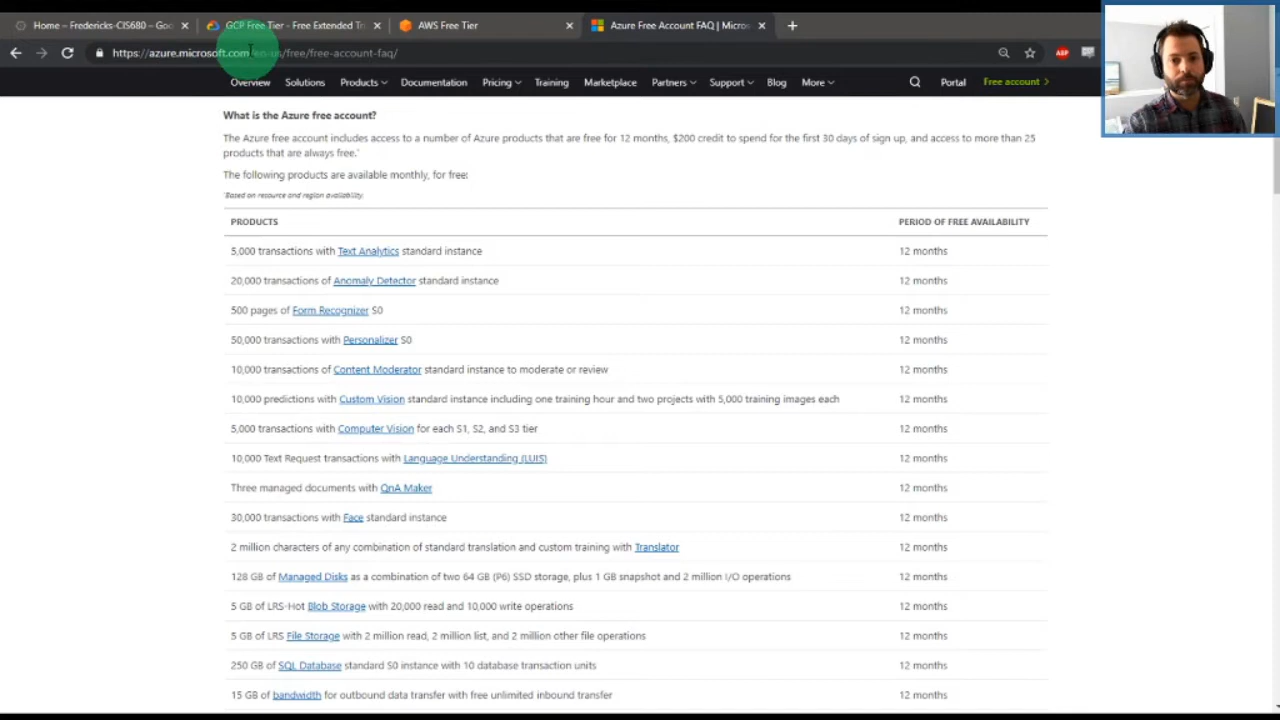 Home – Fredericks-CIS680 – Goo
GCP Free Tier - Free Extended Tr
AWS Free Tier
Azure Free Account FAQ | Micros
https://azure.microsoft.com/en-us/free/free-account-faq/
ABP
Overview Solutions Products Documentation Pricing Training Marketplace Partners Support Blog More Portal Free account >
What is the Azure free account?
The Azure free account includes access to a number of Azure products that are free for 12 months, $200 credit to spend for the first 30 days of sign up, and access to more than 25
products that are always free.*
The following products are available monthly, for free:
*Based on resource and region availability.
PRODUCTS PERIOD OF FREE AVAILABILITY
5,000 transactions with Text Analytics standard instance 12 months
20,000 transactions of Anomaly Detector standard instance 12 months
500 pages of Form Recognizer S0 12 months
50,000 transactions with Personalizer S0 12 months
10,000 transactions of Content Moderator standard instance to moderate or review 12 months
10,000 predictions with Custom Vision standard instance including one training hour and two projects with 5,000 training images each 12 months
5,000 transactions with Computer Vision for each S1, S2, and S3 tier 12 months
10,000 Text Request transactions with Language Understanding (LUIS) 12 months
Three managed documents with QnA Maker 12 months
30,000 transactions with Face standard instance 12 months
2 million characters of any combination of standard translation and custom training with Translator 12 months
128 GB of Managed Disks as a combination of two 64 GB (P6) SSD storage, plus 1 GB snapshot and 2 million I/O operations 12 months
5 GB of LRS-Hot Blob Storage with 20,000 read and 10,000 write operations 12 months
5 GB of LRS File Storage with 2 million read, 2 million list, and 2 million other file operations 12 months
250 GB of SQL Database standard S0 instance with 10 database transaction units 12 months
15 GB of bandwidth for outbound data transfer with free unlimited inbound transfer 12 months